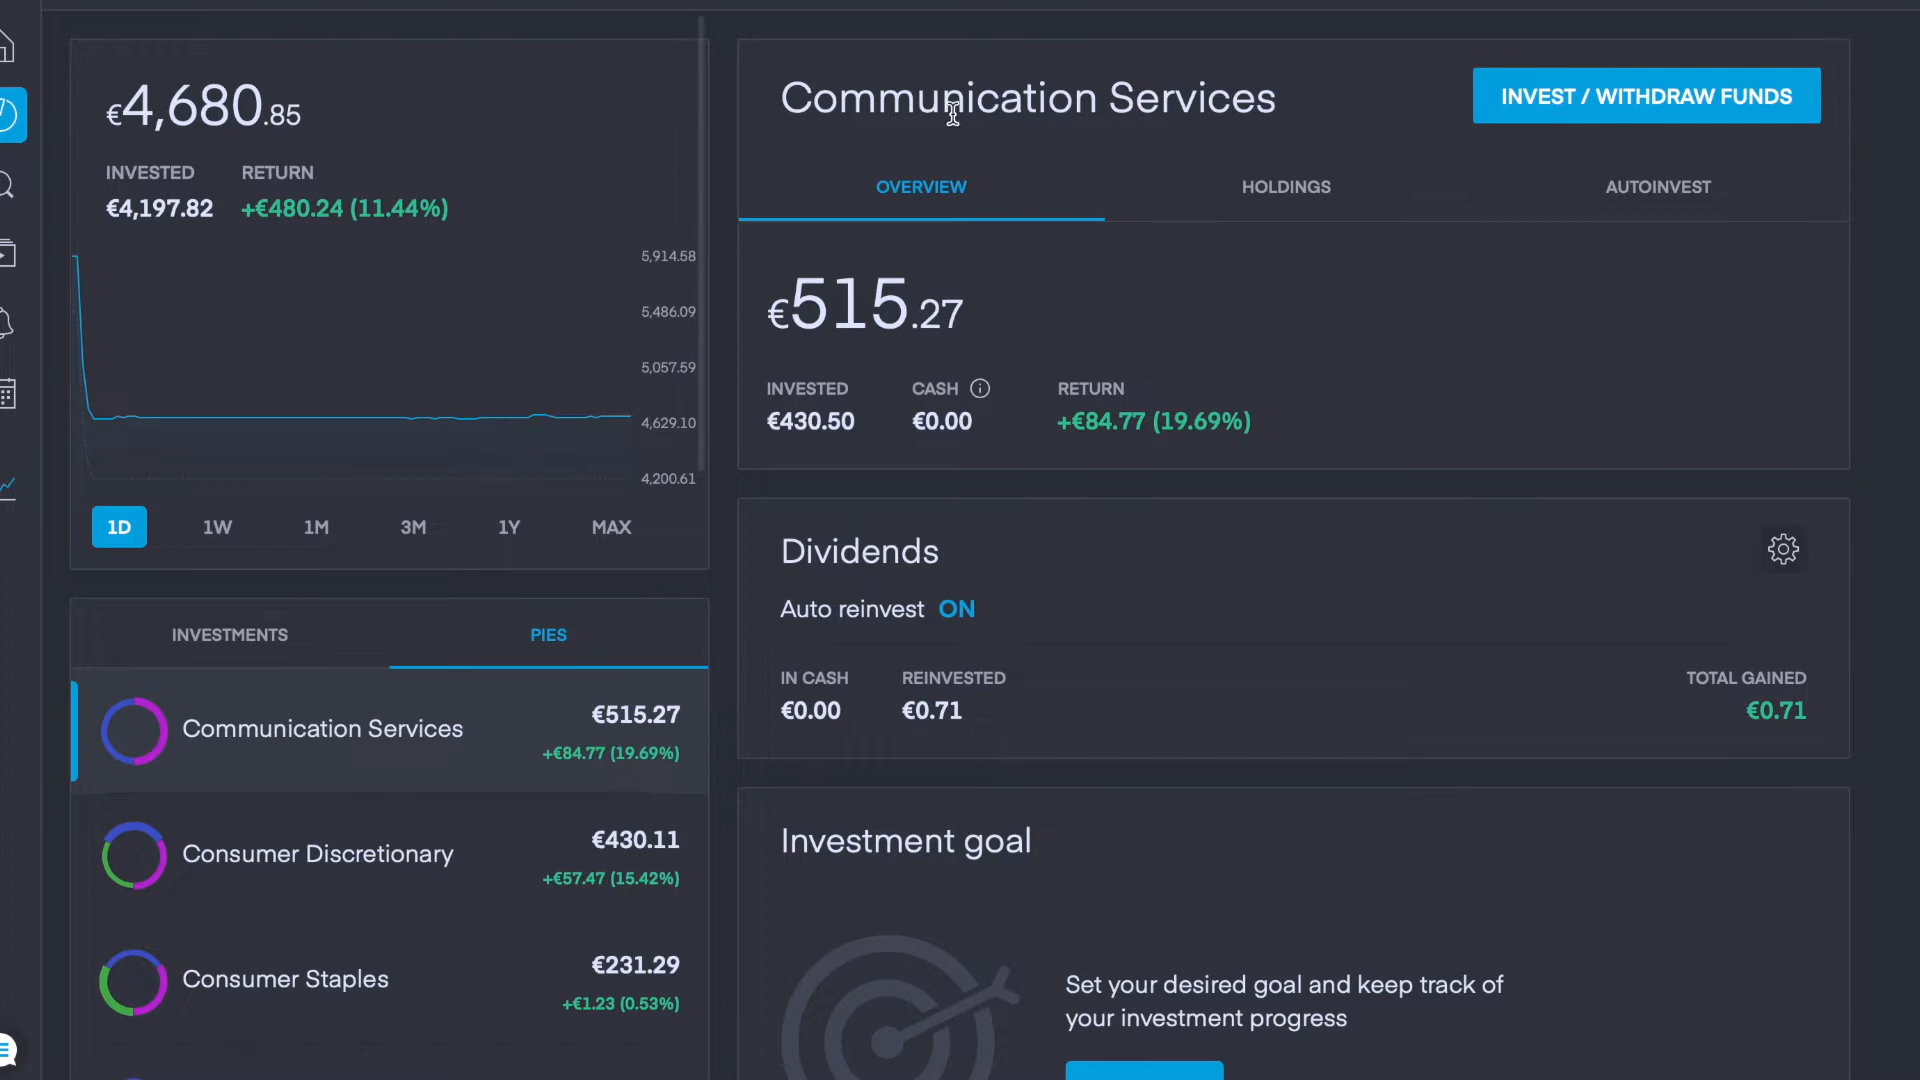 €4,680.85
INVESTED RETURN
€4,197.82 +€480.24 (11.44%)
5,914.58
5,486.09
5,057.59
4,629.10
4,200.61
1D 1W 1M 3M 1Y MAX
INVESTMENTS PIES
Communication Services €515.27
+€84.77 (19.69%)
Consumer Discretionary €430.11
+€57.47 (15.42%)
Consumer Staples €231.29
+€1.23 (0.53%)
Communication Services
INVEST / WITHDRAW FUNDS
OVERVIEW HOLDINGS AUTOINVEST
€515.27
INVESTED CASH RETURN
€430.50 €0.00 +€84.77 (19.69%)
Dividends
Auto reinvest ON
IN CASH REINVESTED TOTAL GAINED
€0.00 €0.71 €0.71
Investment goal
Set your desired goal and keep track of
your investment progress